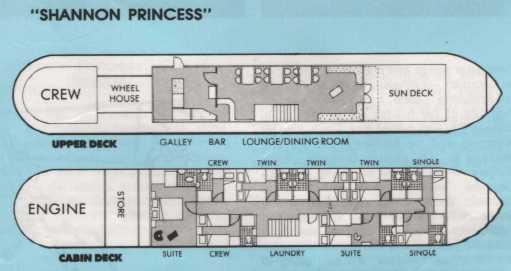 "SHANNON PRINCESS"
CREW WHEEL HOUSE SUN DECK
UPPER DECK GALLEY BAR LOUNGE/DINING ROOM
CREW TWIN TWIN TWIN SINGLE
ENGINE STORE
CABIN DECK SUITE CREW LAUNDRY SUITE SINGLE